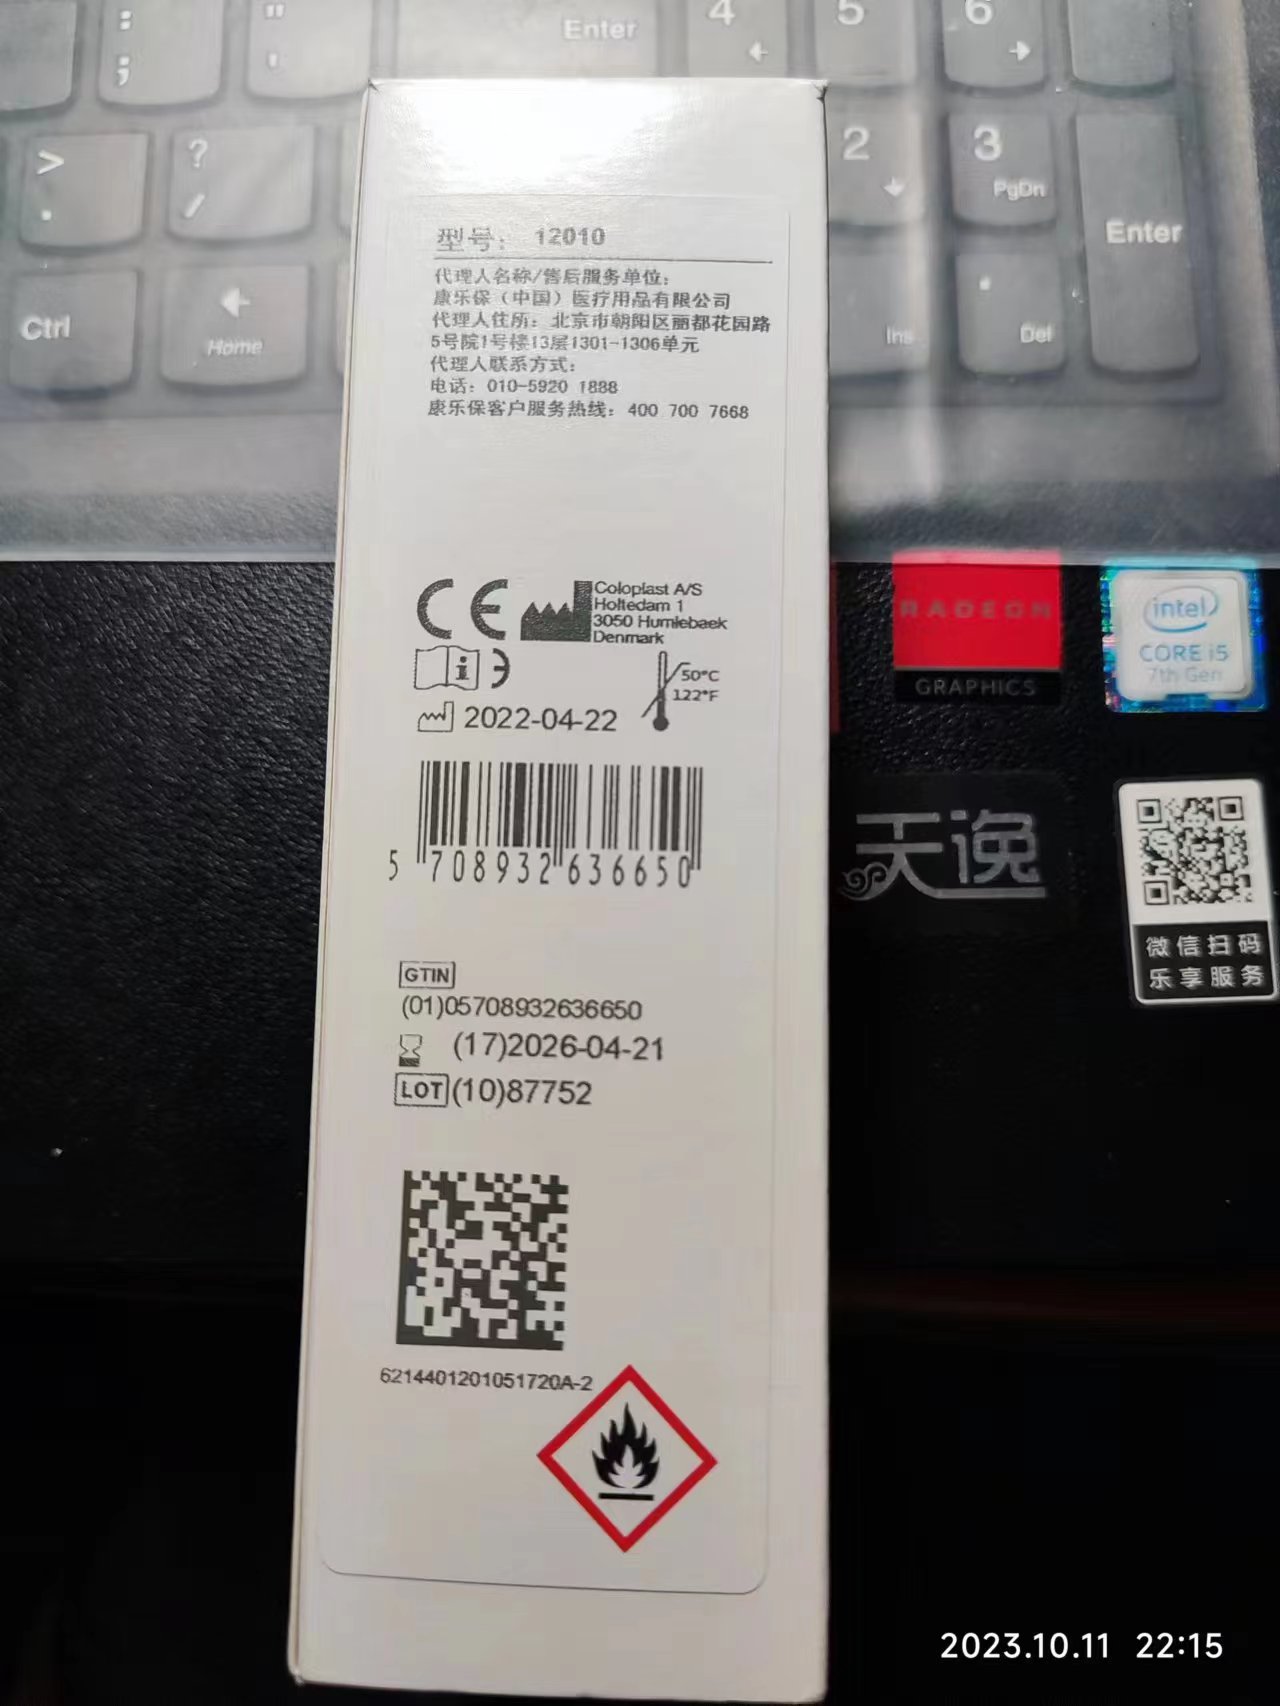 : ;
" '
Enter
4
5
6
> .
? /
2
3
PgDn
Enter
Ctrl
Home
Ins
.
Del
型号： 12010
代理人名称/售后服务单位：
康乐保（中国）医疗用品有限公司
代理人住所：北京市朝阳区丽都花园路
5号院1号楼13层1301-1306单元
代理人联系方式：
电话：010-5920 1888
康乐保客户服务热线：400 700 7668
CE
Coloplast A/S
Holtedam 1
3050 Humlebaek
Denmark
i
50°C
122°F
2022-04-22
5 708932 636650
GTIN
(01)05708932636650
(17)2026-04-21
LOT (10)87752
6214401201051720A-2
RADEON
GRAPHICS
intel
CORE i5
7th Gen
天逸
微信扫码
乐享服务
2023.10.11 22:15